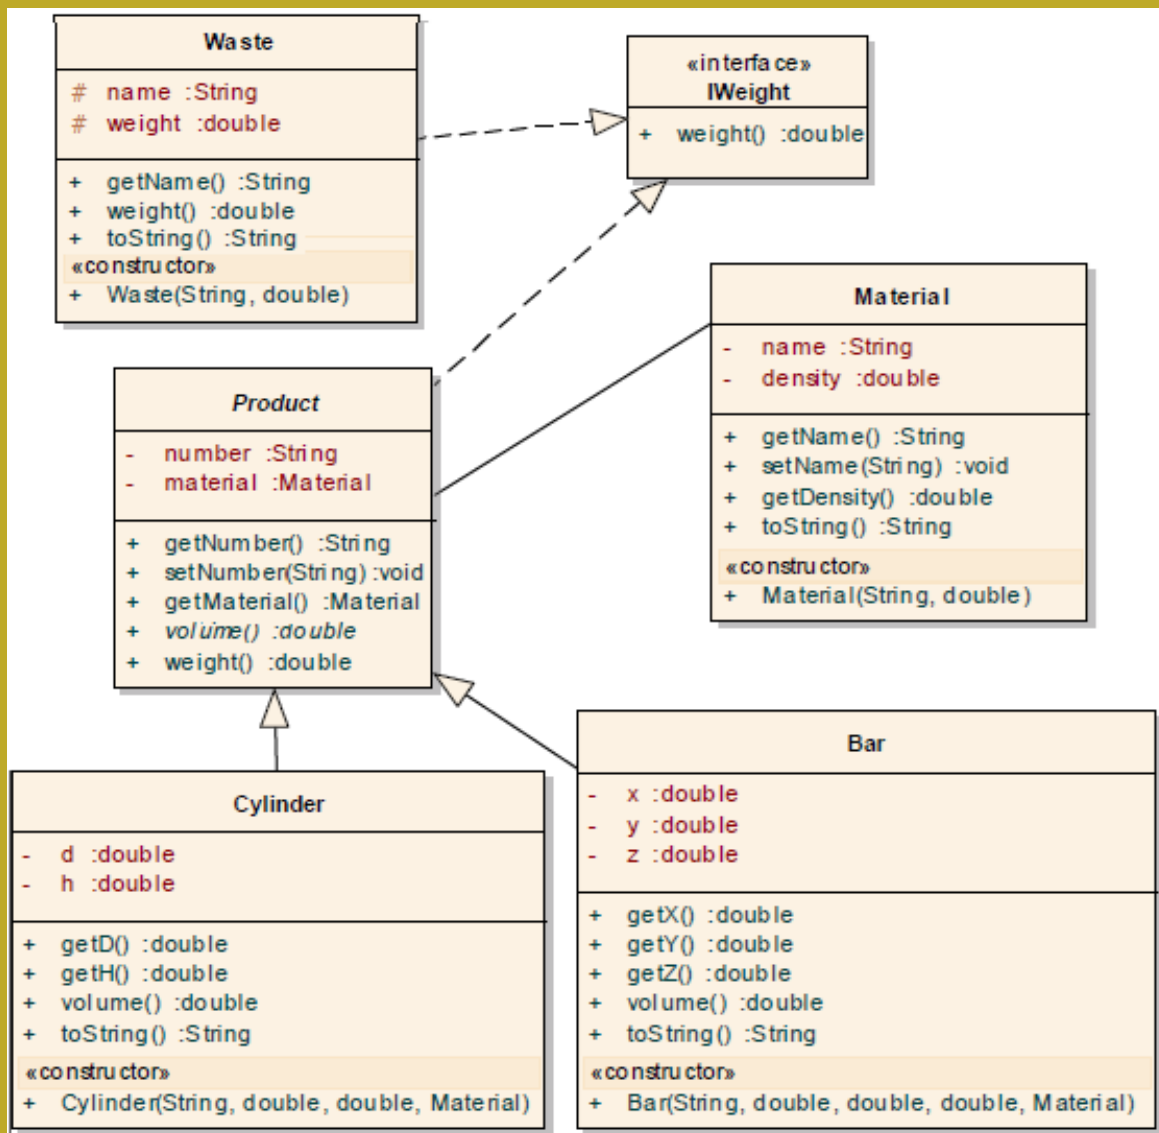 Waste
# name :String
# weight :double
+ getName() :String
+ weight() :double
+ toString() :String
«constructor»
+ Waste(String, double)
«interface»
IWeight
+ weight() :double
Material
- name :String
- density :double
+ getName() :String
+ setName(String) :void
+ getDensity() :double
+ toString() :String
«constructor»
+ Material(String, double)
Product
- number :String
- material :Material
+ getNumber() :String
+ setNumber(String) :void
+ getMaterial() :Material
+ volume() :double
+ weight() :double
Cylinder
- d :double
- h :double
+ getD() :double
+ getH() :double
+ volume() :double
+ toString() :String
«constructor»
+ Cylinder(String, double, double, Material)
Bar
- x :double
- y :double
- z :double
+ getX() :double
+ getY() :double
+ getZ() :double
+ volume() :double
+ toString() :String
«constructor»
+ Bar(String, double, double, double, Material)